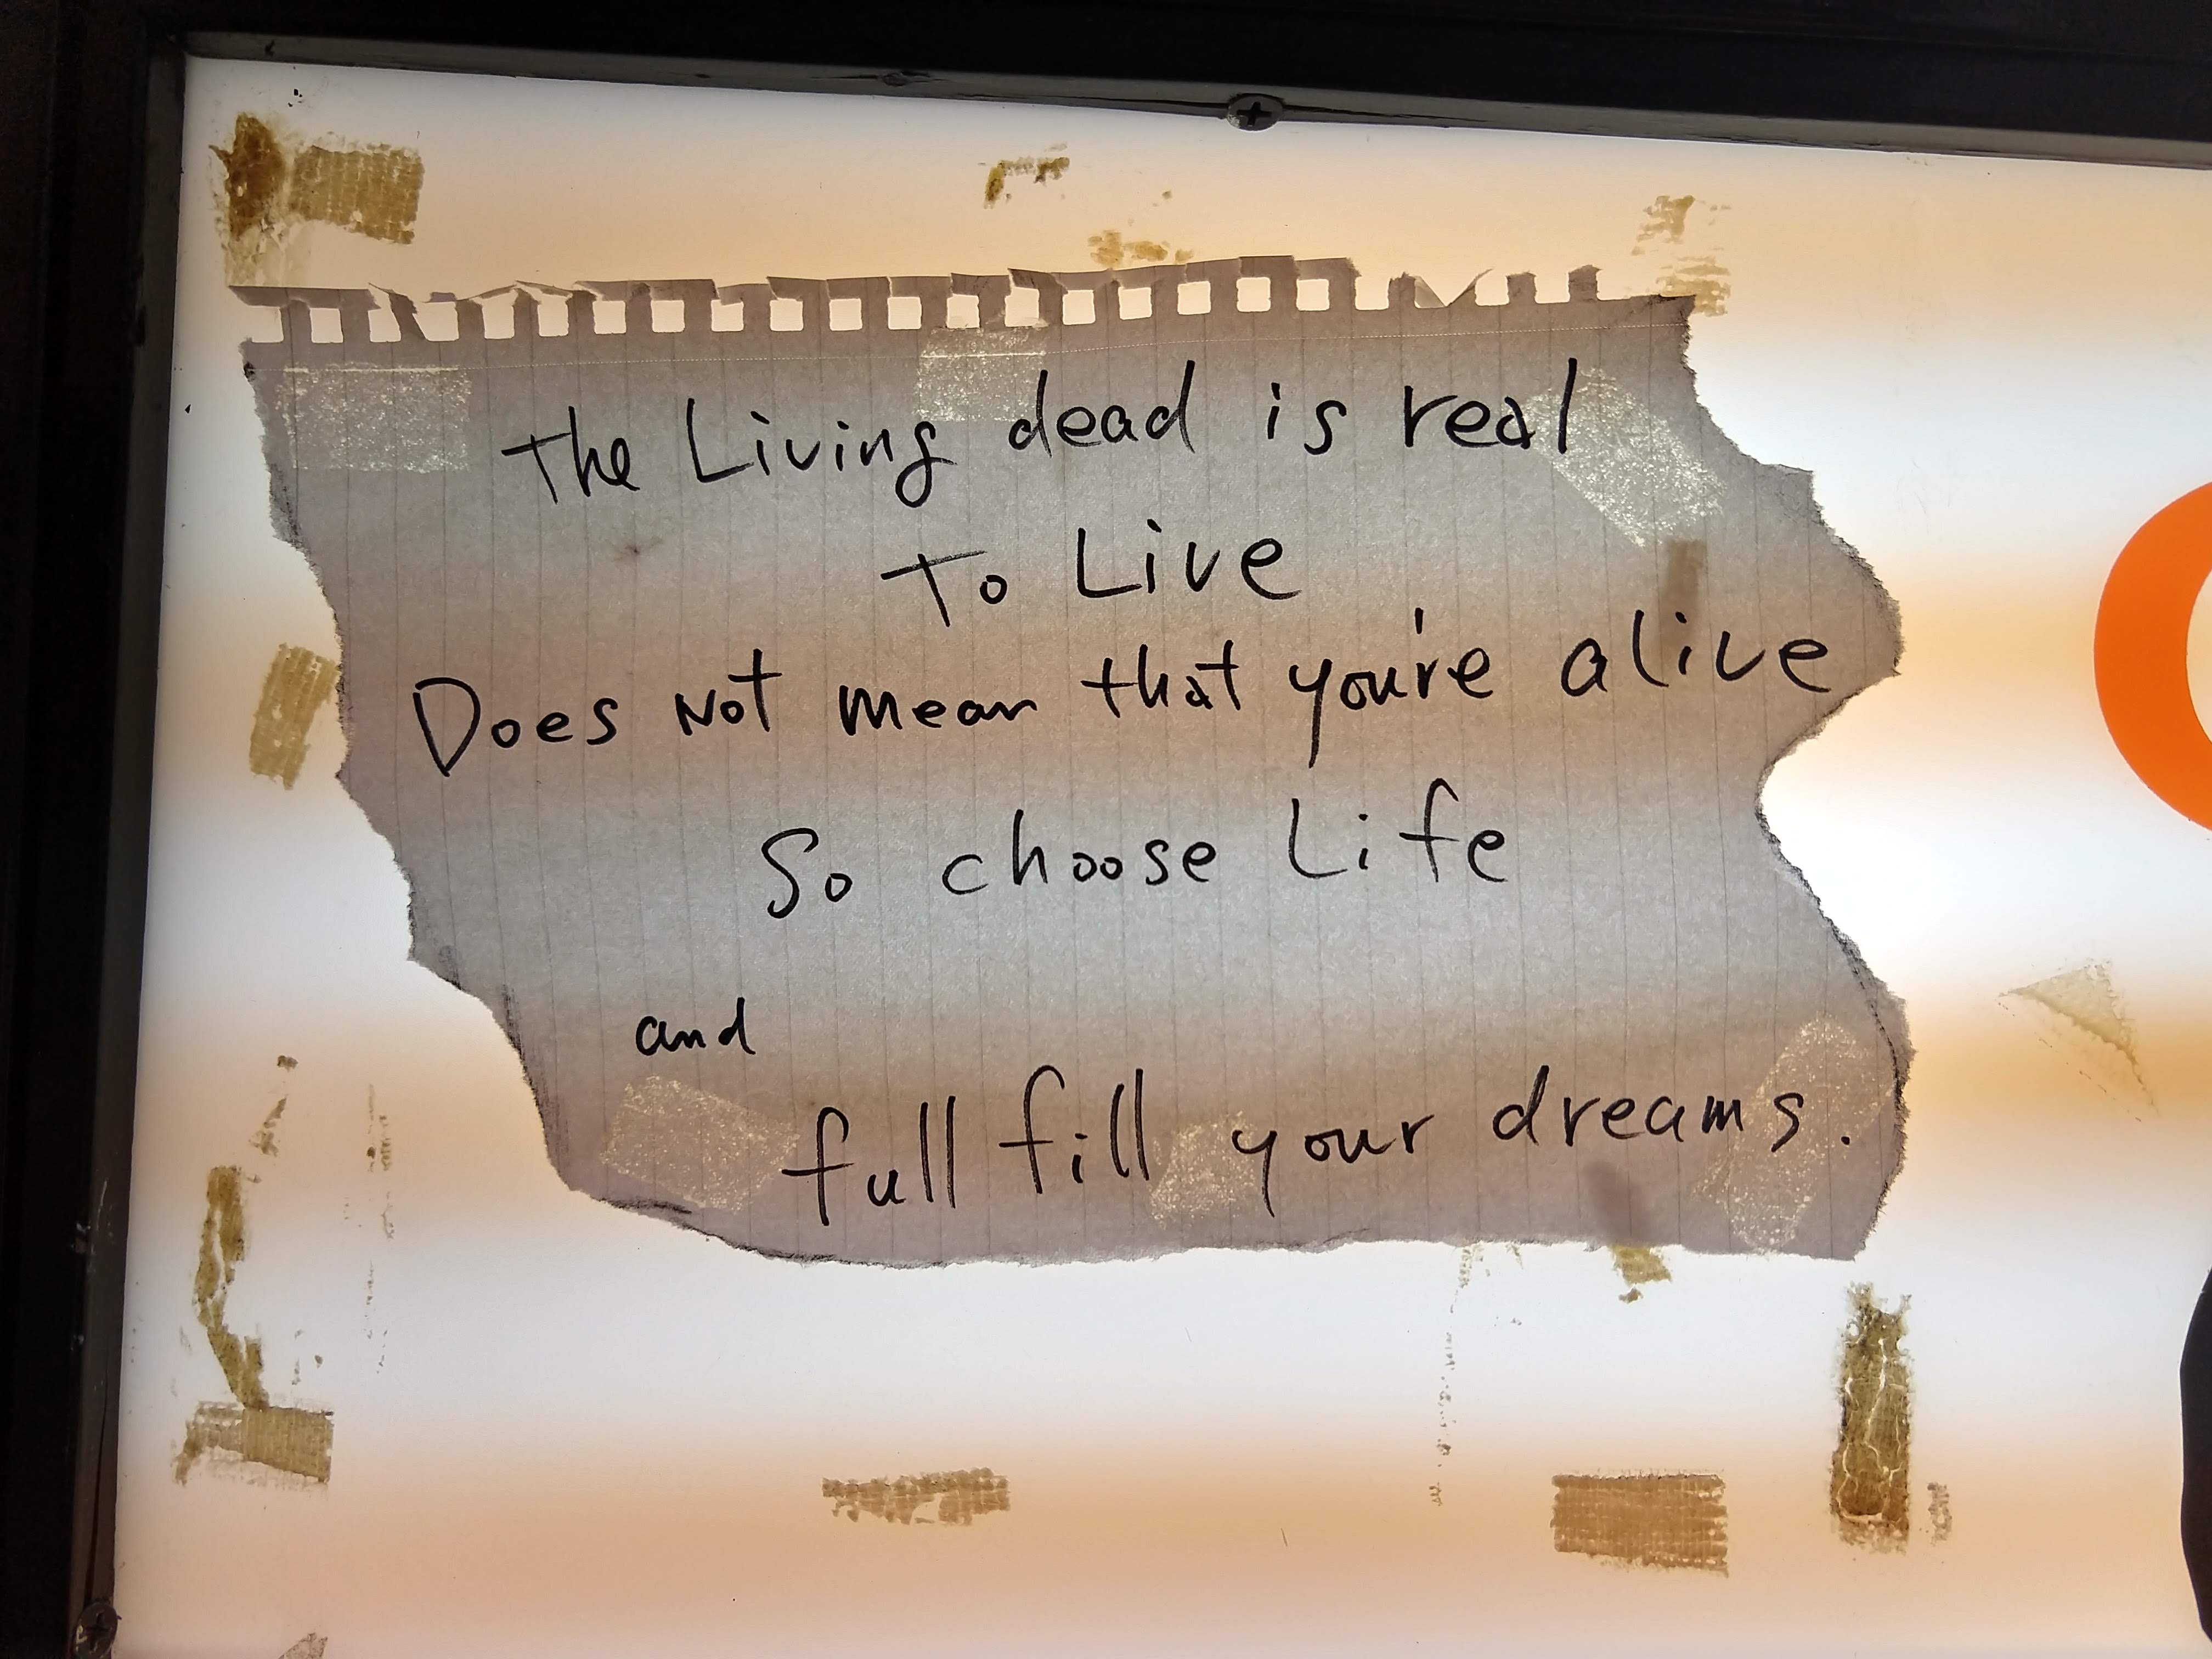 The Living dead is real
To Live
Does Not mean that you're alive
So choose Life
and
full fill your dreams.